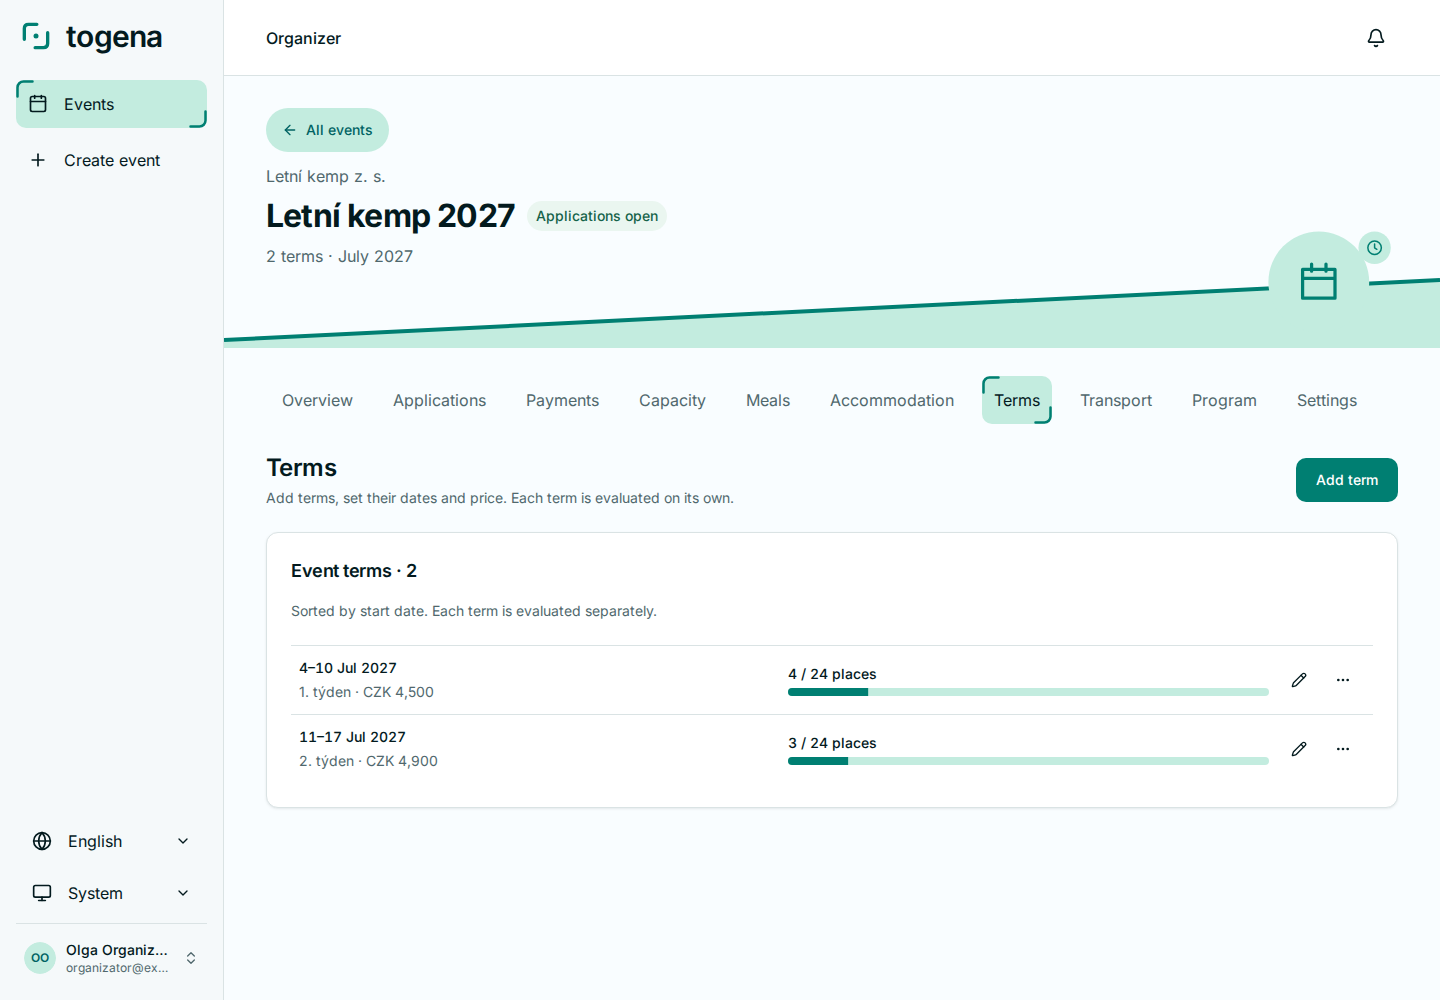 togena
Organizer
Events
Create event
All events
Letní kemp z. s.
Letní kemp 2027
Applications open
2 terms · July 2027
Overview
Applications
Payments
Capacity
Meals
Accommodation
Terms
Transport
Program
Settings
Terms
Add terms, set their dates and price. Each term is evaluated on its own.
Add term
Event terms · 2
Sorted by start date. Each term is evaluated separately.
4–10 Jul 2027
1. týden · CZK 4,500
4 / 24 places
11–17 Jul 2027
2. týden · CZK 4,900
3 / 24 places
English
System
OO
Olga Organiz...
organizator@ex...